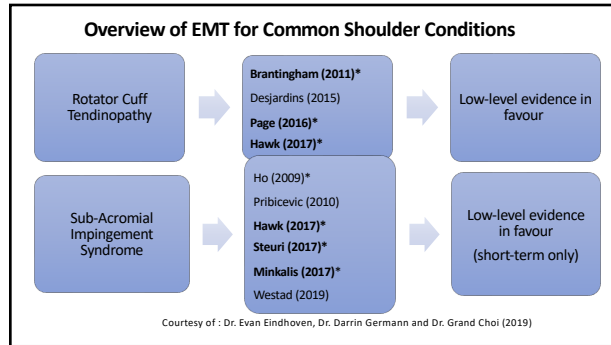 Overview of EMT for Common Shoulder Conditions
Rotator Cuff
Tendinopathy
Brantingham (2011)*
Desjardins (2015)
Page (2016)*
Hawk (2017)*
Low-level evidence in
favour
Sub-Acromial
Impingement
Syndrome
Ho (2009)*
Pribicevic (2010)
Hawk (2017)*
Steuri (2017)*
Minkalis (2017)*
Westad (2019)
Low-level evidence
in favour
(short-term only)
Courtesy of : Dr. Evan Eindhoven, Dr. Darrin Germann and Dr. Grand Choi (2019)